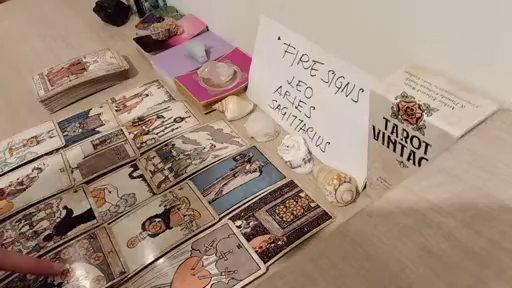 FIRE SIGNS
LEO
ARIES
SAGITTARIUS
TAROT
VINTAG